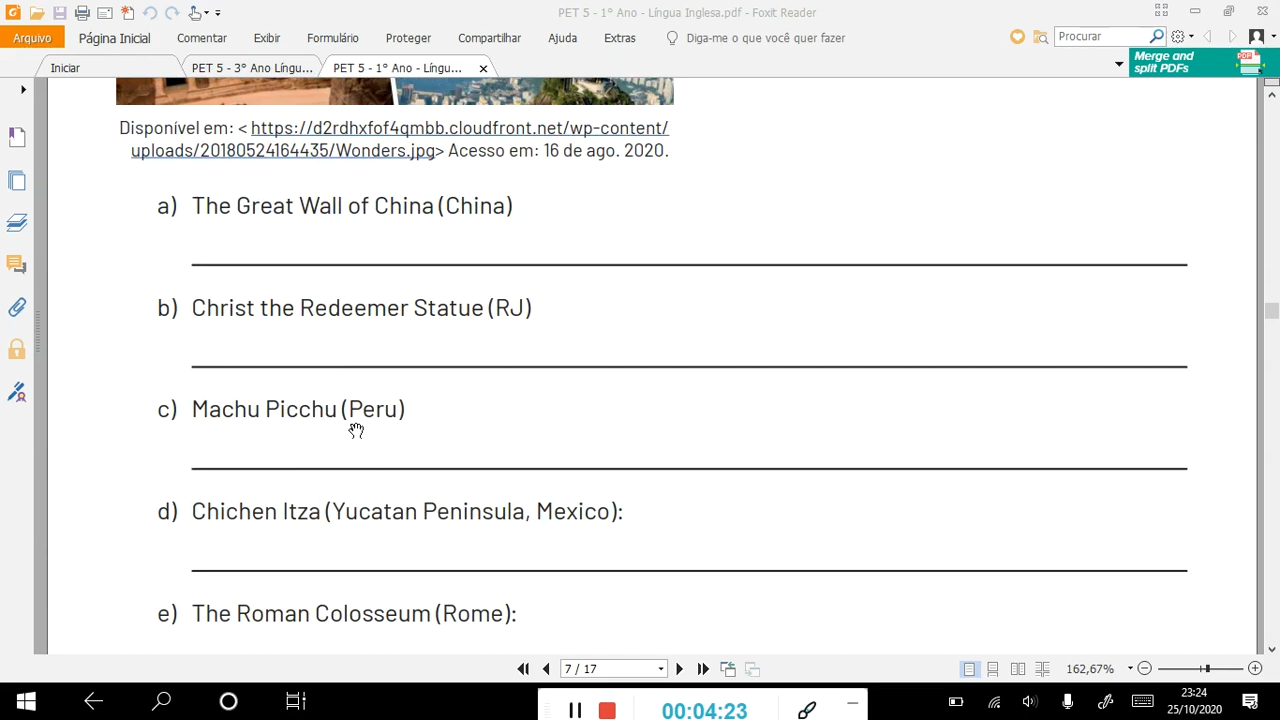 PET 5 - 1º Ano - Língua Inglesa.pdf - Foxit Reader
Arquivo Página Inicial Comentar Exibir Formulário Proteger Compartilhar Ajuda Extras Diga-me o que você quer fazer Procurar
Iniciar PET 5 - 3º Ano Língu... PET 5 - 1º Ano - Língu... Merge and
split PDFs
Disponível em: < https://d2rdhxfof4qmbb.cloudfront.net/wp-content/
uploads/20180524164435/Wonders.jpg> Acesso em: 16 de ago. 2020.
a) The Great Wall of China (China)
b) Christ the Redeemer Statue (RJ)
c) Machu Picchu (Peru)
d) Chichen Itza (Yucatan Peninsula, Mexico):
e) The Roman Colosseum (Rome):
7 / 17 162,67%
00:04:23
23:24
25/10/2020